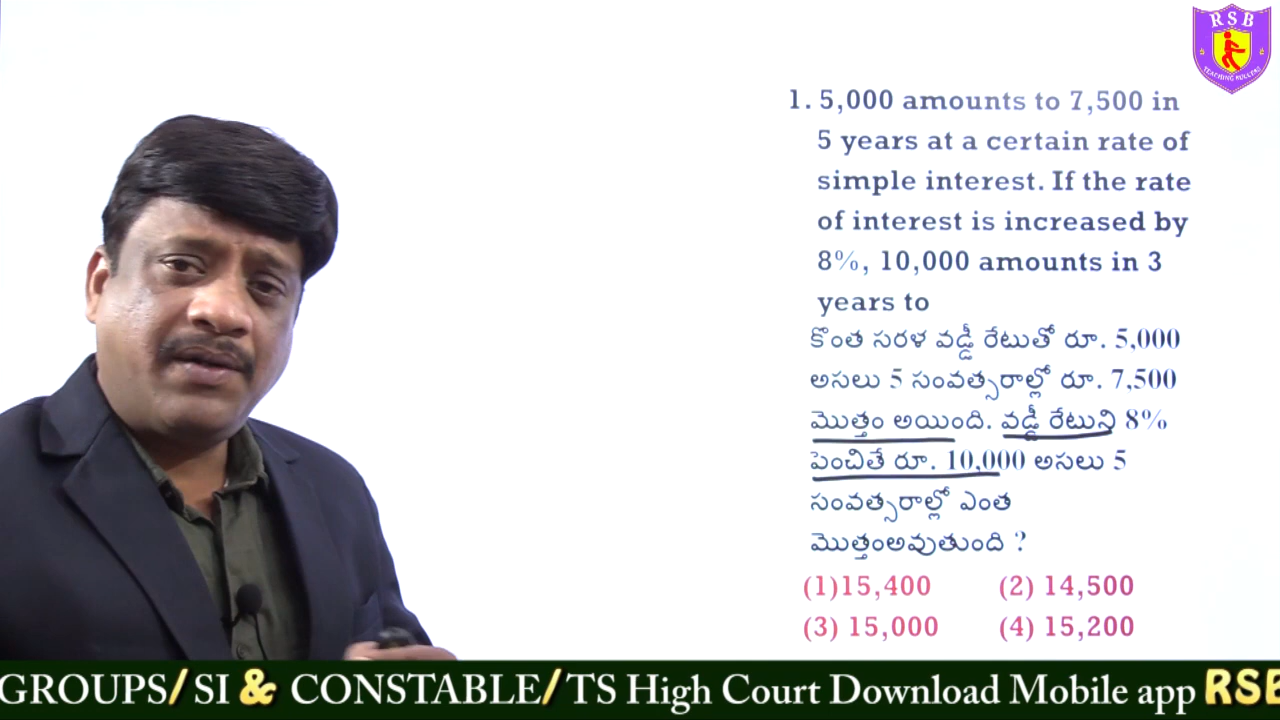 RSB
TEACHING BULLET
1. 5,000 amounts to 7,500 in
5 years at a certain rate of
simple interest. If the rate
of interest is increased by
8%, 10,000 amounts in 3
years to
కొంత సరళ వడ్డీ రేటుతో రూ. 5,000
అసలు 5 సంవత్సరాల్లో రూ. 7,500
మొత్తం అయింది. వడ్డీ రేటుని 8%
పెంచితే రూ. 10,000 అసలు 5
సంవత్సరాల్లో ఎంత
మొత్తంఅవుతుంది ?
(1)15,400 (2) 14,500
(3) 15,000 (4) 15,200
GROUPS/SI & CONSTABLE/TS High Court Download Mobile app RSB